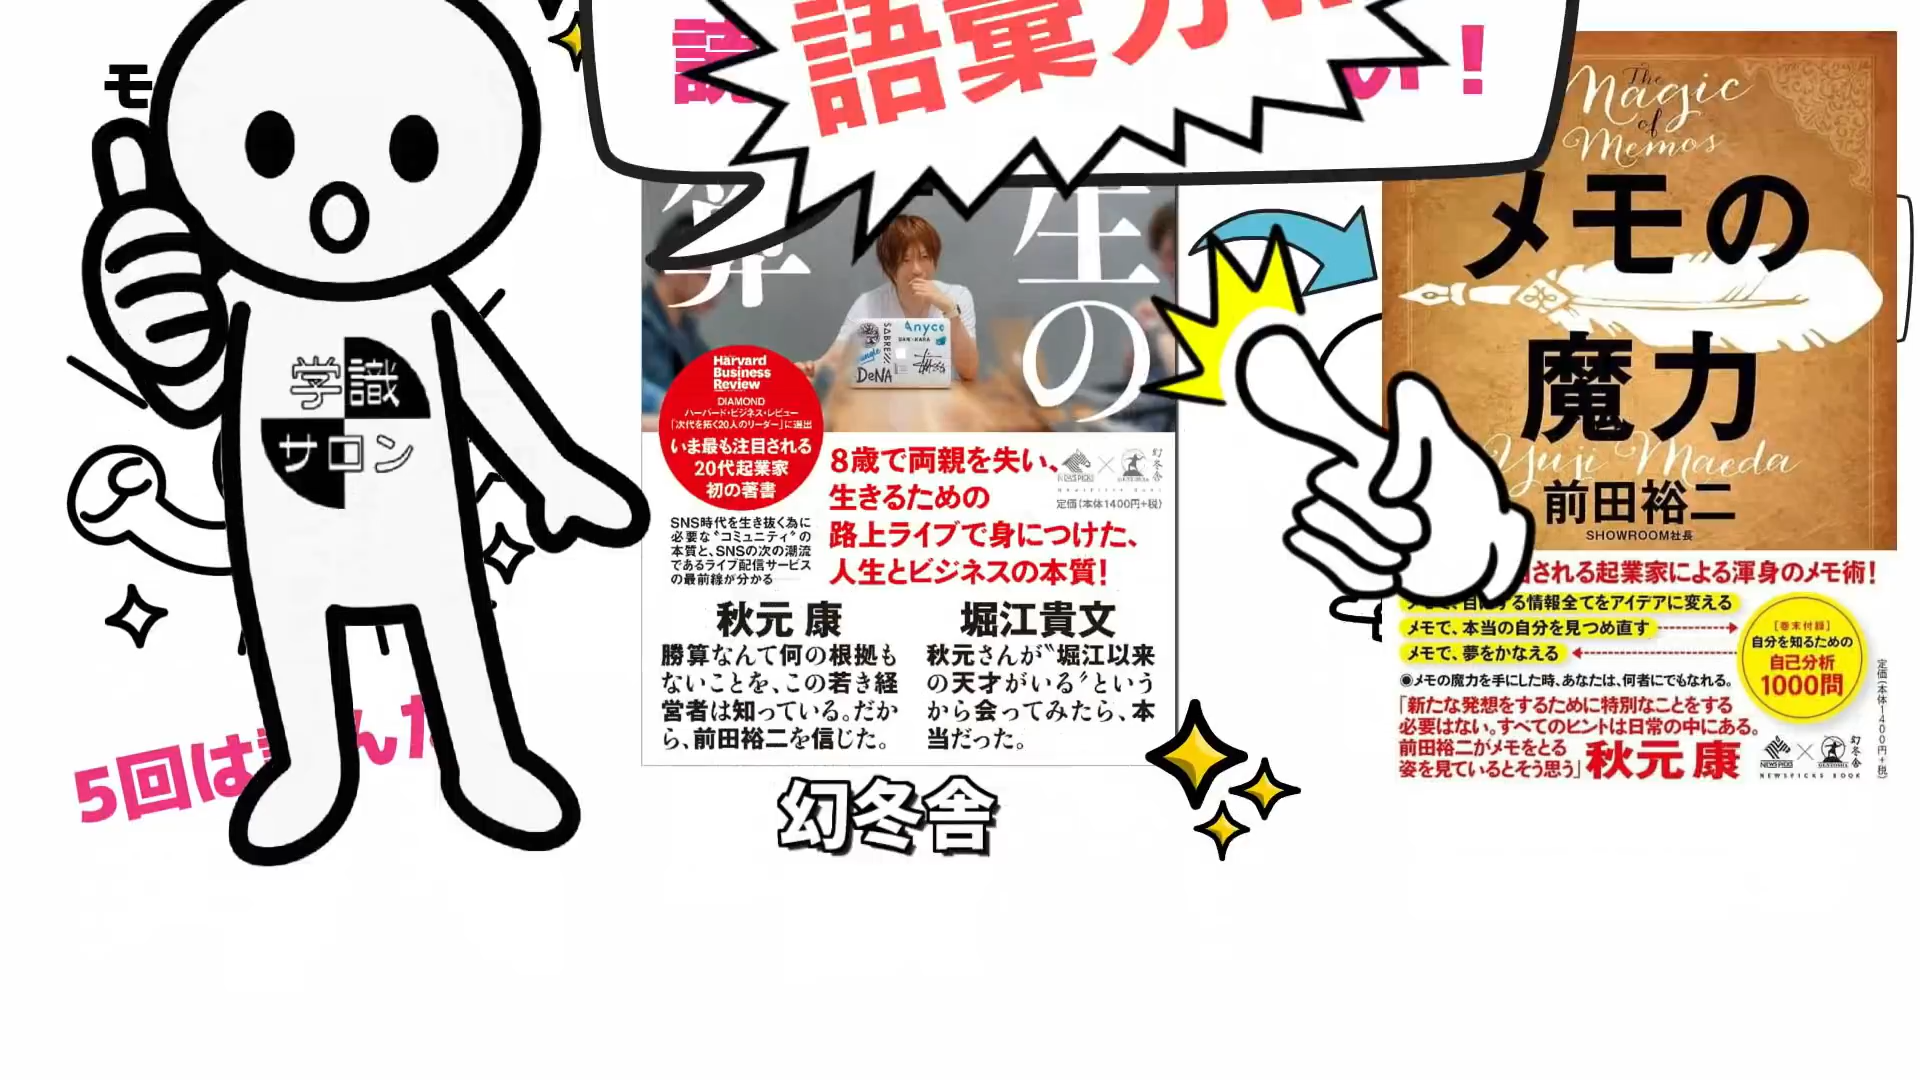 モ
読
い！
語彙力
学識
サロン
5回は
んだ
算
生の
Anyce
DeNA
Harvard
Business
Review
DIAMOND
ハーバード・ビジネス・レビュー
「次代を拓く20人のリーダー」に選出
いま最も注目される
20代起業家
初の著書
SNS時代を生き抜く為に
必要な〝コミュニティ〟の
本質と、SNSの次の潮流
であるライブ配信サービス
の最前線が分かる
8歳で両親を失い、
生きるための
路上ライブで身につけた、
人生とビジネスの本質！
幻冬舎
定価（本体1400円+税）
秋元 康
勝算なんて何の根拠も
ないことを、この若き経
営者は知っている。だか
ら、前田裕二を信じた。
堀江貴文
秋元さんが〝堀江以来
の天才がいる〟という
から会ってみたら、本
当だった。
幻冬舎
The
Magic
of
Memos
メモの
魔力
Yuji Maeda
前田裕二
SHOWROOM社長
される起業家による渾身のメモ術！
する情報全てをアイデアに変える
メモで、本当の自分を見つめ直す
メモで、夢をかなえる
［巻末付録］
自分を知るための
自己分析
1000問
◉メモの魔力を手にした時、あなたは、何者にでもなれる。
「新たな発想をするために特別なことをする
必要はない。すべてのヒントは日常の中にある。
前田裕二がメモをとる
姿を見ているとそう思う」
秋元 康
NEWSPICKS BOOK
幻冬舎
定価（本体1400円+税）